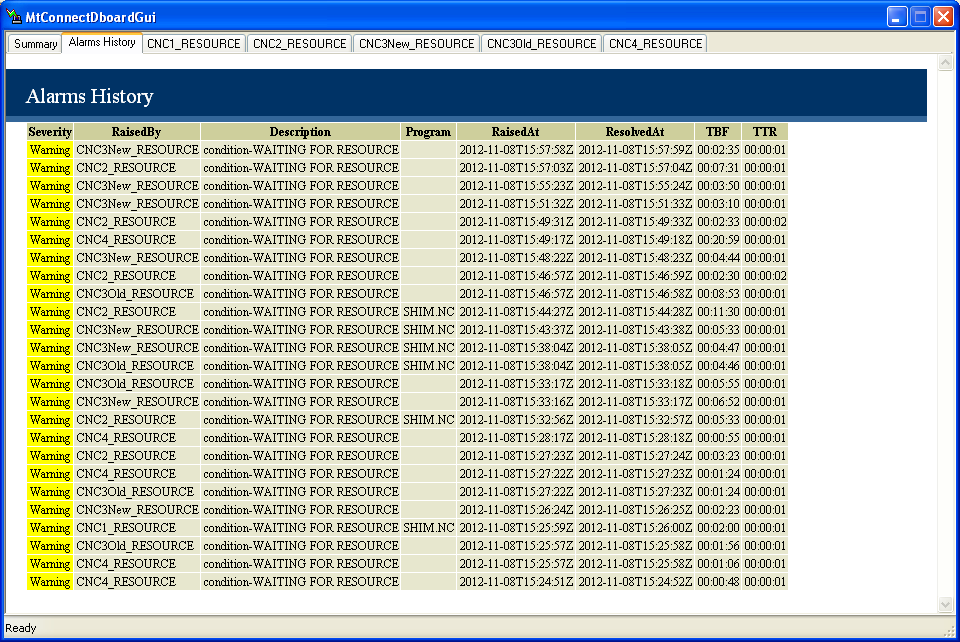 MtConnectDboardGui
Summary Alarms History CNC1_RESOURCE CNC2_RESOURCE CNC3New_RESOURCE CNC3Old_RESOURCE CNC4_RESOURCE
Alarms History
Severity RaisedBy Description Program RaisedAt ResolvedAt TBF TTR
Warning CNC3New_RESOURCE condition-WAITING FOR RESOURCE 2012-11-08T15:57:58Z 2012-11-08T15:57:59Z 00:02:35 00:00:01
Warning CNC2_RESOURCE condition-WAITING FOR RESOURCE 2012-11-08T15:57:03Z 2012-11-08T15:57:04Z 00:07:31 00:00:01
Warning CNC3New_RESOURCE condition-WAITING FOR RESOURCE 2012-11-08T15:55:23Z 2012-11-08T15:55:24Z 00:03:50 00:00:01
Warning CNC3New_RESOURCE condition-WAITING FOR RESOURCE 2012-11-08T15:51:32Z 2012-11-08T15:51:33Z 00:03:10 00:00:01
Warning CNC2_RESOURCE condition-WAITING FOR RESOURCE 2012-11-08T15:49:31Z 2012-11-08T15:49:33Z 00:02:33 00:00:02
Warning CNC4_RESOURCE condition-WAITING FOR RESOURCE 2012-11-08T15:49:17Z 2012-11-08T15:49:18Z 00:20:59 00:00:01
Warning CNC3New_RESOURCE condition-WAITING FOR RESOURCE 2012-11-08T15:48:22Z 2012-11-08T15:48:23Z 00:04:44 00:00:01
Warning CNC2_RESOURCE condition-WAITING FOR RESOURCE 2012-11-08T15:46:57Z 2012-11-08T15:46:59Z 00:02:30 00:00:02
Warning CNC3Old_RESOURCE condition-WAITING FOR RESOURCE 2012-11-08T15:46:57Z 2012-11-08T15:46:58Z 00:08:53 00:00:01
Warning CNC2_RESOURCE condition-WAITING FOR RESOURCE SHIM.NC 2012-11-08T15:44:27Z 2012-11-08T15:44:28Z 00:11:30 00:00:01
Warning CNC3New_RESOURCE condition-WAITING FOR RESOURCE SHIM.NC 2012-11-08T15:43:37Z 2012-11-08T15:43:38Z 00:05:33 00:00:01
Warning CNC3New_RESOURCE condition-WAITING FOR RESOURCE SHIM.NC 2012-11-08T15:38:04Z 2012-11-08T15:38:05Z 00:04:47 00:00:01
Warning CNC3Old_RESOURCE condition-WAITING FOR RESOURCE SHIM.NC 2012-11-08T15:38:04Z 2012-11-08T15:38:05Z 00:04:46 00:00:01
Warning CNC3Old_RESOURCE condition-WAITING FOR RESOURCE 2012-11-08T15:33:17Z 2012-11-08T15:33:18Z 00:05:55 00:00:01
Warning CNC3New_RESOURCE condition-WAITING FOR RESOURCE 2012-11-08T15:33:16Z 2012-11-08T15:33:17Z 00:06:52 00:00:01
Warning CNC2_RESOURCE condition-WAITING FOR RESOURCE SHIM.NC 2012-11-08T15:32:56Z 2012-11-08T15:32:57Z 00:05:33 00:00:01
Warning CNC4_RESOURCE condition-WAITING FOR RESOURCE 2012-11-08T15:28:17Z 2012-11-08T15:28:18Z 00:00:55 00:00:01
Warning CNC2_RESOURCE condition-WAITING FOR RESOURCE 2012-11-08T15:27:23Z 2012-11-08T15:27:24Z 00:03:23 00:00:01
Warning CNC4_RESOURCE condition-WAITING FOR RESOURCE 2012-11-08T15:27:22Z 2012-11-08T15:27:23Z 00:01:24 00:00:01
Warning CNC3Old_RESOURCE condition-WAITING FOR RESOURCE 2012-11-08T15:27:22Z 2012-11-08T15:27:23Z 00:01:24 00:00:01
Warning CNC3New_RESOURCE condition-WAITING FOR RESOURCE 2012-11-08T15:26:24Z 2012-11-08T15:26:25Z 00:02:23 00:00:01
Warning CNC1_RESOURCE condition-WAITING FOR RESOURCE SHIM.NC 2012-11-08T15:25:59Z 2012-11-08T15:26:00Z 00:02:00 00:00:01
Warning CNC3Old_RESOURCE condition-WAITING FOR RESOURCE 2012-11-08T15:25:57Z 2012-11-08T15:25:58Z 00:01:56 00:00:01
Warning CNC4_RESOURCE condition-WAITING FOR RESOURCE 2012-11-08T15:25:57Z 2012-11-08T15:25:58Z 00:01:06 00:00:01
Warning CNC4_RESOURCE condition-WAITING FOR RESOURCE 2012-11-08T15:24:51Z 2012-11-08T15:24:52Z 00:00:48 00:00:01
Ready